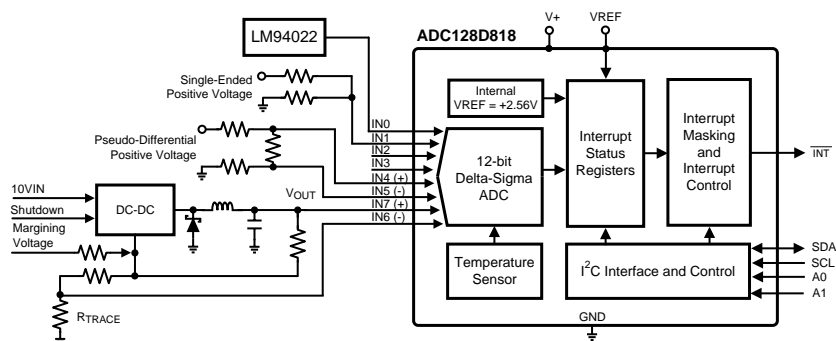 V+
VREF
ADC128D818
LM94022
Single-Ended
Positive Voltage
Internal
VREF = +2.56V
Pseudo-Differential
Positive Voltage
IN0
IN1
IN2
IN3
IN4 (+)
IN5 (-)
IN7 (+)
IN6 (-)
12-bit
Delta-Sigma
ADC
Interrupt
Status
Registers
Interrupt
Masking
and
Interrupt
Control
INT
10VIN
Shutdown
Margining
Voltage
DC-DC
VOUT
Temperature
Sensor
I2C Interface and Control
SDA
SCL
A0
A1
RTRACE
GND